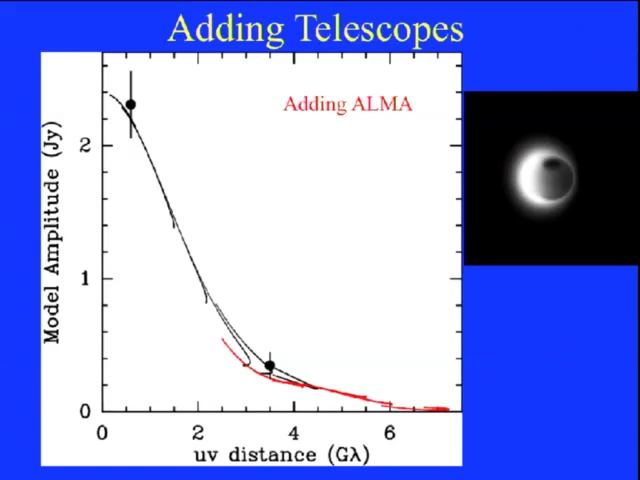 Adding Telescopes
Adding ALMA
Model Amplitude (Jy)
2
1
0
0 2 4 6
uv distance (Gλ)